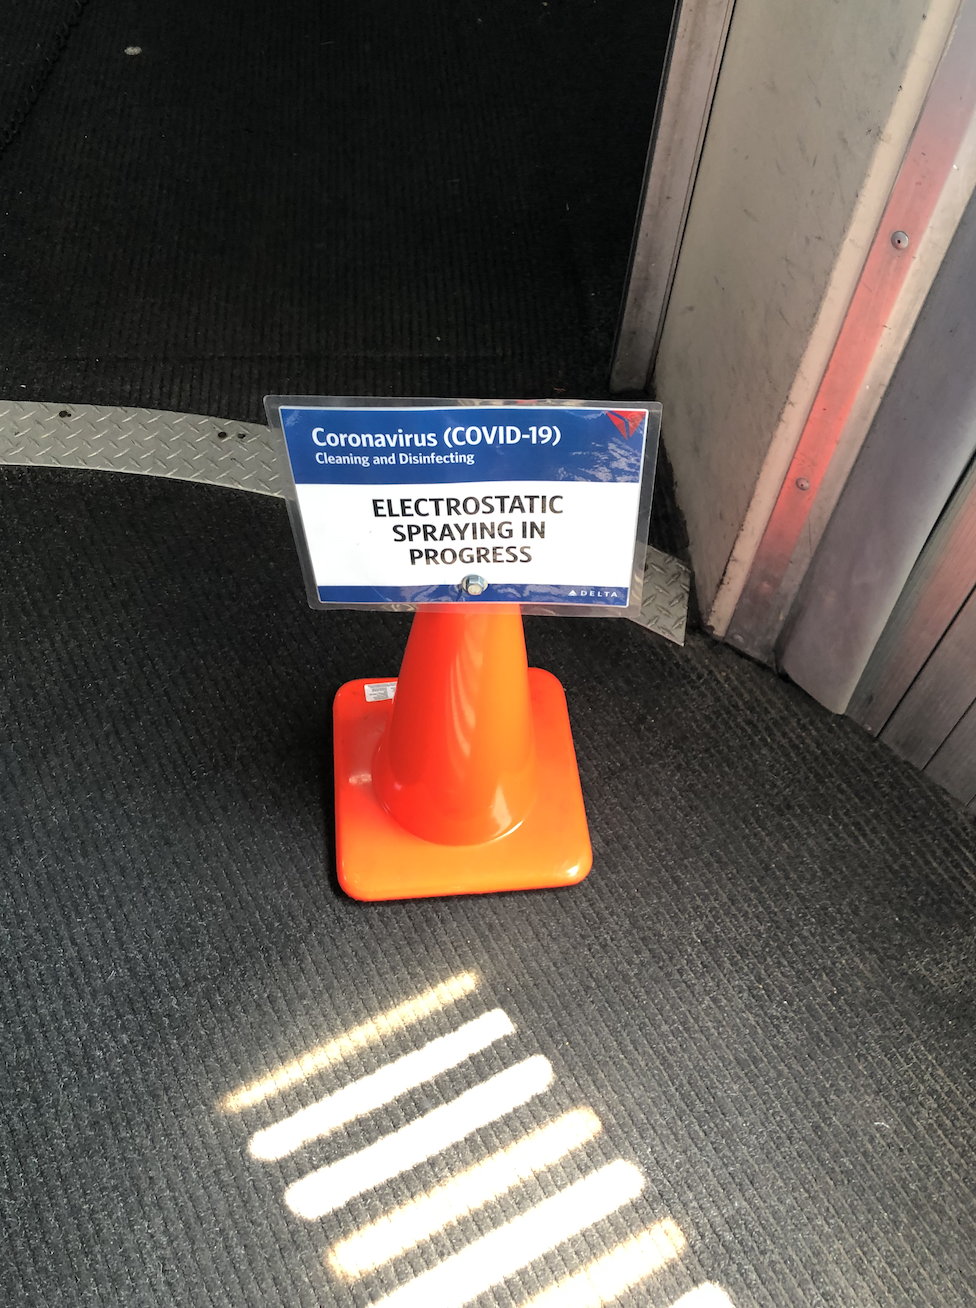 Coronavirus (COVID-19)
Cleaning and Disinfecting
ELECTROSTATIC
SPRAYING IN
PROGRESS
DELTA